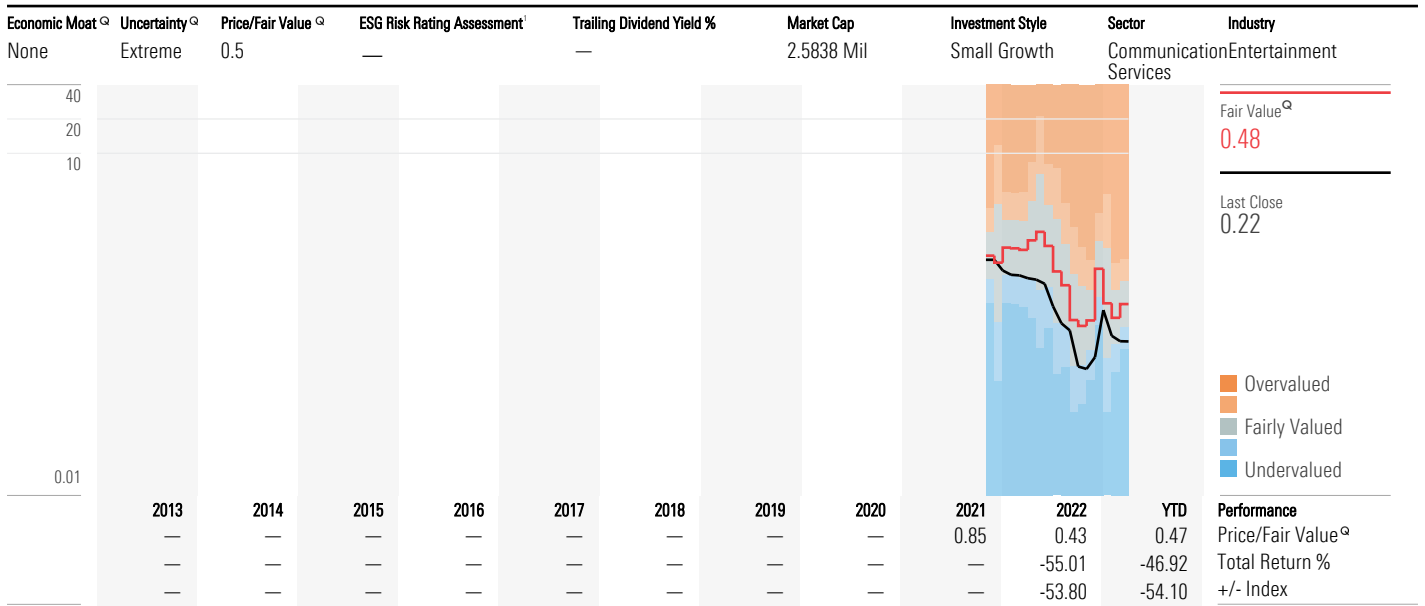 Economic Moat Q Uncertainty Q Price/Fair Value Q ESG Risk Rating Assessment¹ Trailing Dividend Yield % Market Cap Investment Style Sector Industry
None Extreme 0.5 — — 2.5838 Mil Small Growth Communication Services Entertainment
40
20
10
0.01
Fair Value Q
0.48
Last Close
0.22
Overvalued
Fairly Valued
Undervalued
2013 2014 2015 2016 2017 2018 2019 2020 2021 2022 YTD Performance
— — — — — — — — 0.85 0.43 0.47 Price/Fair Value Q
— — — — — — — — — -55.01 -46.92 Total Return %
— — — — — — — — — -53.80 -54.10 +/- Index